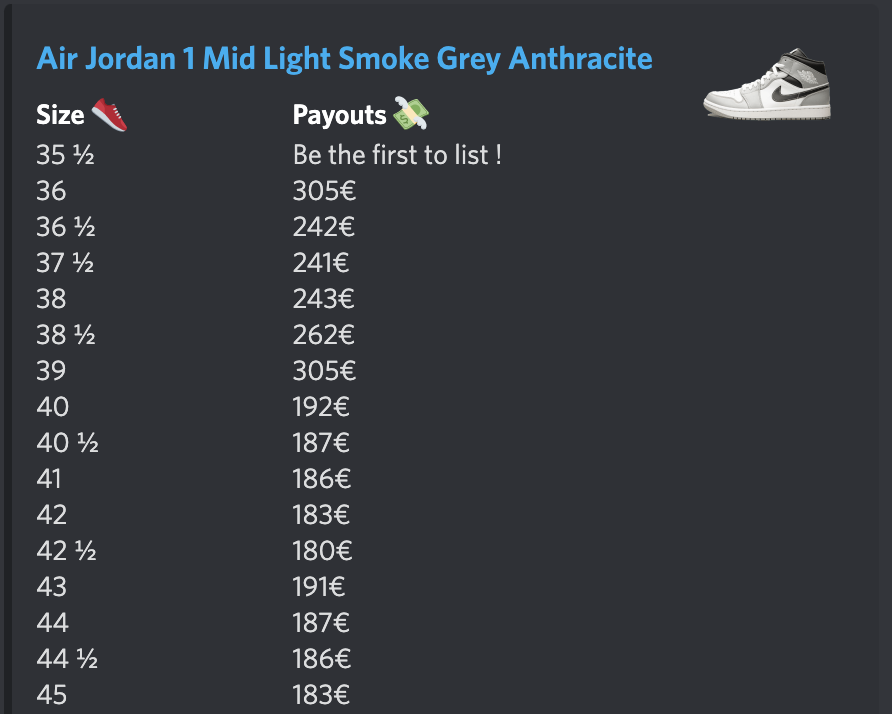 Air Jordan 1 Mid Light Smoke Grey Anthracite
Size Payouts
35 ½ Be the first to list !
36 305€
36 ½ 242€
37 ½ 241€
38 243€
38 ½ 262€
39 305€
40 192€
40 ½ 187€
41 186€
42 183€
42 ½ 180€
43 191€
44 187€
44 ½ 186€
45 183€